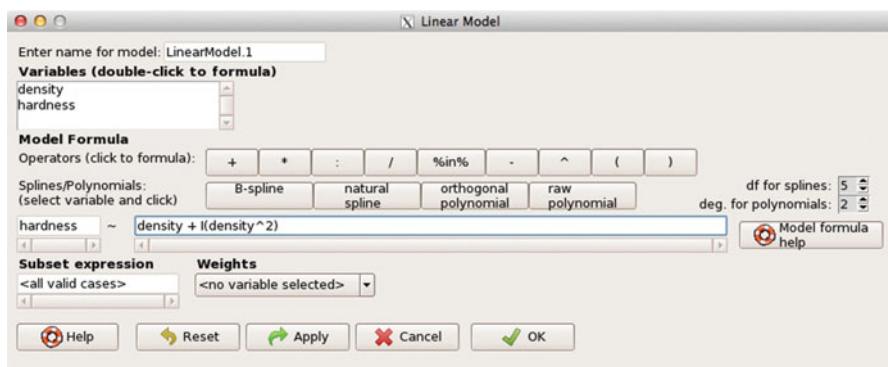 Linear Model
Enter name for model: LinearModel.1
Variables (double-click to formula)
density
hardness
Model Formula
Operators (click to formula): + * : / %in% - ^ ( )
Splines/Polynomials:
(select variable and click)
B-spline
natural
spline
orthogonal
polynomial
raw
polynomial
df for splines: 5
deg. for polynomials: 2
hardness ~ density + I(density^2)
Model formula
help
Subset expression Weights
<all valid cases> <no variable selected>
Help Reset Apply Cancel OK